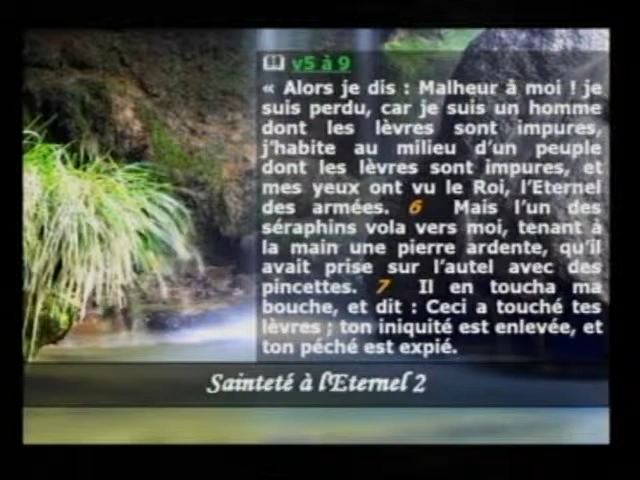 v5 à 9
« Alors je dis : Malheur à moi ! je
suis perdu, car je suis un homme
dont les lèvres sont impures,
j'habite au milieu d'un peuple
dont les lèvres sont impures, et
mes yeux ont vu le Roi, l'Eternel
des armées. 6 Mais l'un des
séraphins vola vers moi, tenant à
la main une pierre ardente, qu'il
avait prise sur l'autel avec des
pincettes. 7 Il en toucha ma
bouche, et dit : Ceci a touché tes
lèvres ; ton iniquité est enlevée, et
ton péché est expié.
Sainteté à l'Eternel 2